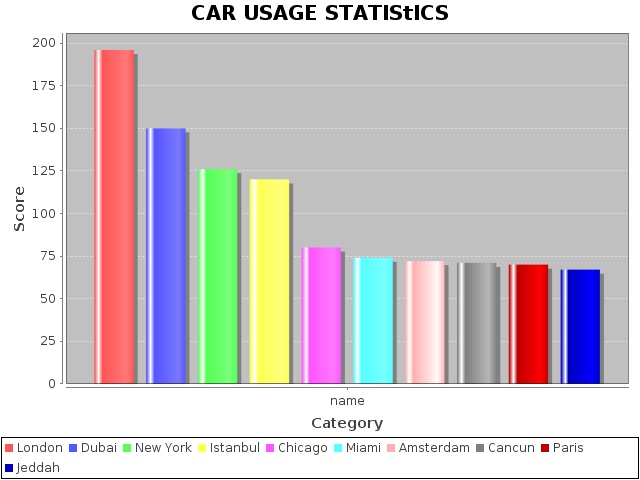 CAR USAGE STATIStICS
200
175
150
125
100
75
50
25
0
Score
name
Category
London Dubai New York Istanbul Chicago Miami Amsterdam Cancun Paris
Jeddah